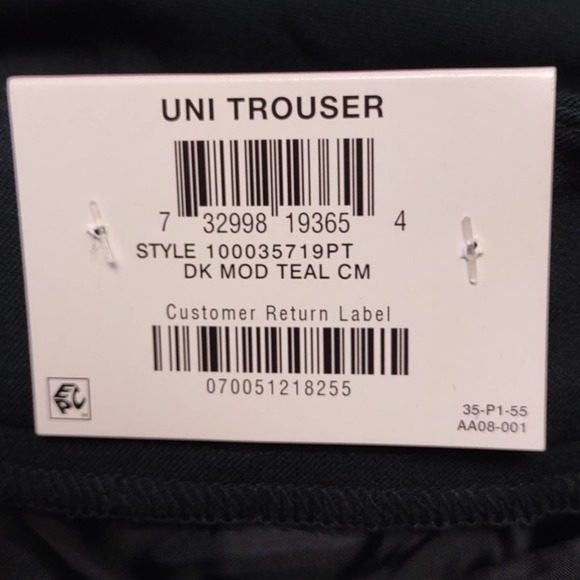 UNI TROUSER
7 32998 19365 4
STYLE 100035719PT
DK MOD TEAL CM
Customer Return Label
070051218255
EPC
35-P1-55
AA08-001